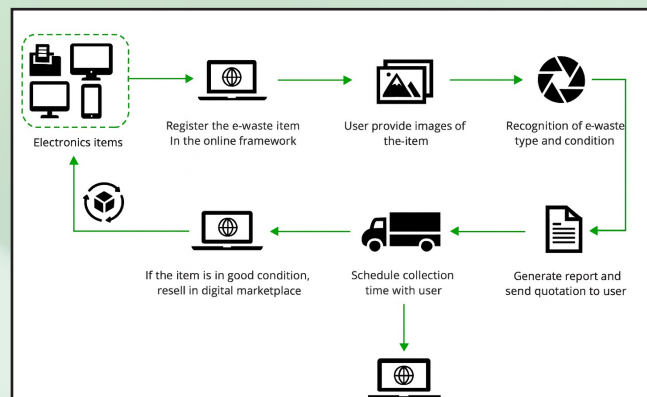 Electronics items
Register the e-waste item
In the online framework
User provide images of
the-item
Recognition of e-waste
type and condition
If the item is in good condition,
resell in digital marketplace
Schedule collection
time with user
Generate report and
send quotation to user